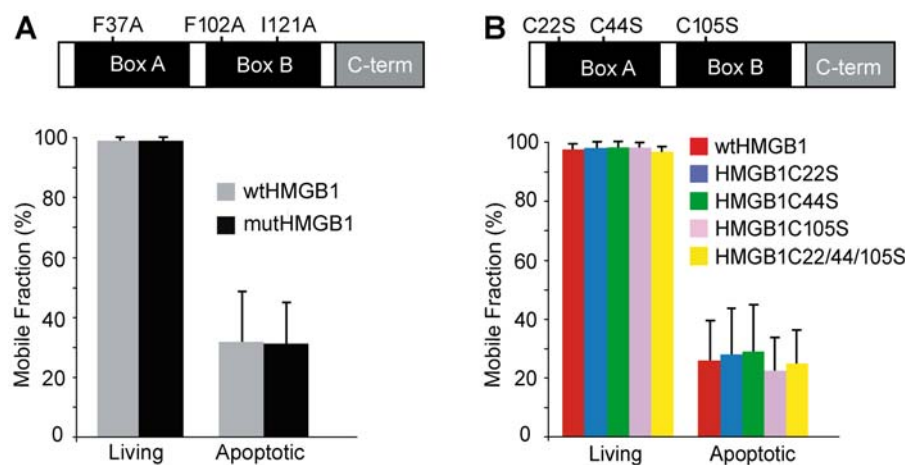 A
F37A F102A I121A
Box A Box B C-term
100
80
60
40
20
0
Mobile Fraction (%)
wtHMGB1
mutHMGB1
Living Apoptotic
B
C22S C44S C105S
Box A Box B C-term
100
80
60
40
20
0
Mobile Fraction (%)
wtHMGB1
HMGB1C22S
HMGB1C44S
HMGB1C105S
HMGB1C22/44/105S
Living Apoptotic